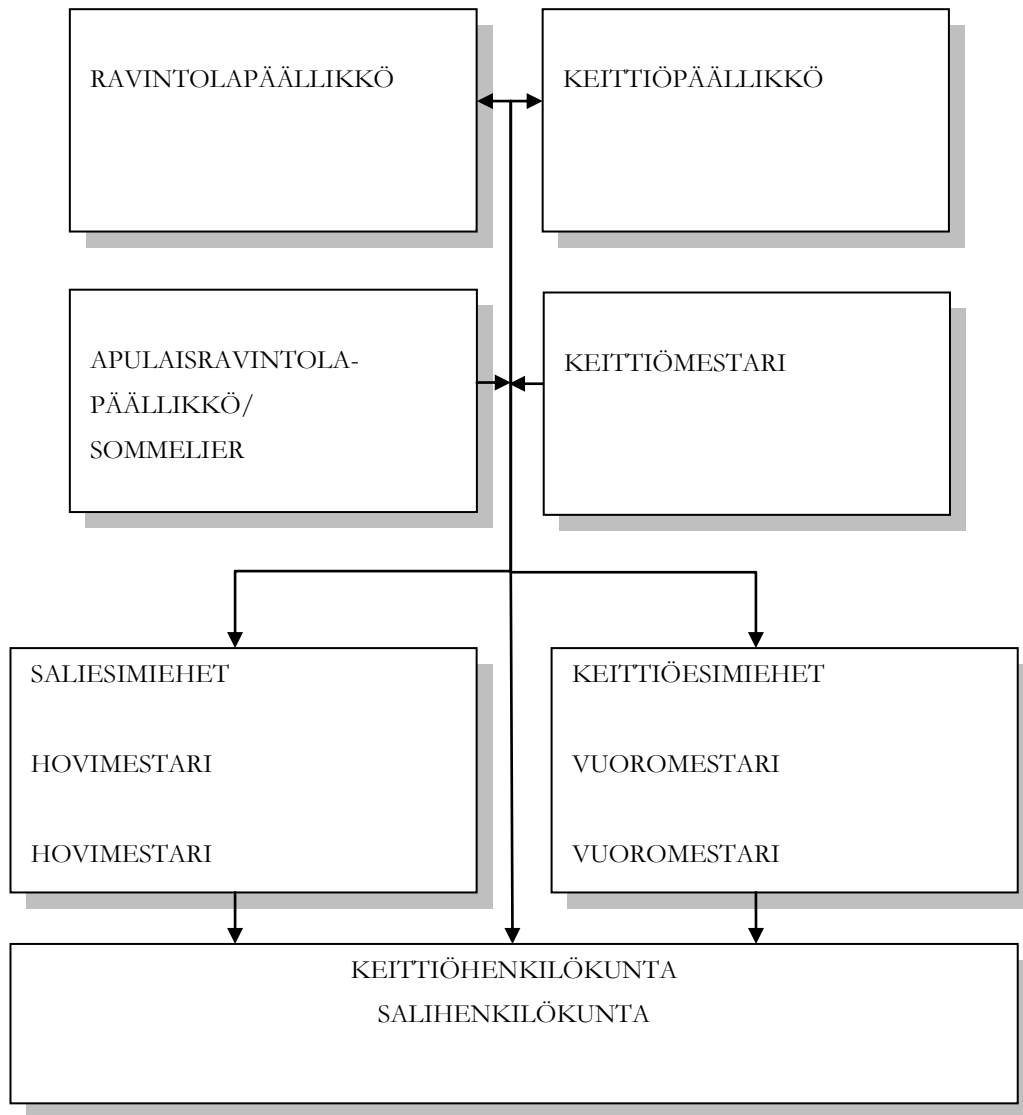 RAVINTOLAPÄÄLLIKKÖ
KEITTIÖPÄÄLLIKKÖ
APULAISRAVINTOLA-
PÄÄLLIKKÖ/
SOMMELIER
KEITTIÖMESTARI
SALIESIMIEHET
HOVIMESTARI
HOVIMESTARI
KEITTIÖESIMIEHET
VUOROMESTARI
VUOROMESTARI
KEITTIÖHENKILÖKUNTA
SALIHENKILÖKUNTA